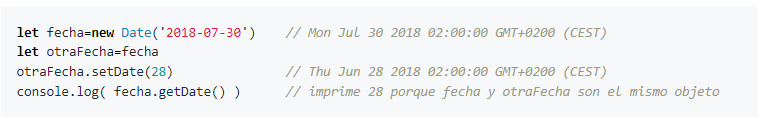 let fecha=new Date('2018-07-30')    // Mon Jul 30 2018 02:00:00 GMT+0200 (CEST)
let otraFecha=fecha
otraFecha.setDate(28)               // Thu Jun 28 2018 02:00:00 GMT+0200 (CEST)
console.log( fecha.getDate() )      // imprime 28 porque fecha y otraFecha son el mismo objeto